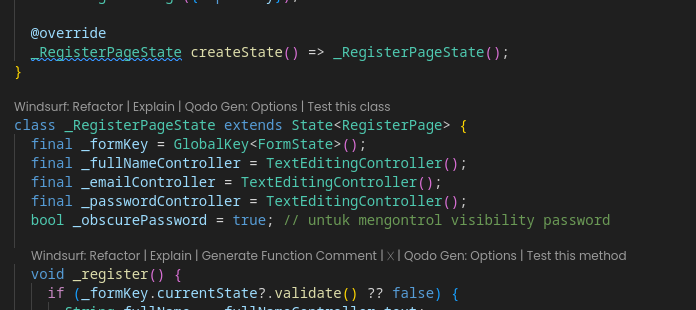 @override
_RegisterPageState createState() => _RegisterPageState();
}
Windsurf: Refactor | Explain | Qodo Gen: Options | Test this class
class _RegisterPageState extends State<RegisterPage> {
final _formKey = GlobalKey<FormState>();
final _fullNameController = TextEditingController();
final _emailController = TextEditingController();
final _passwordController = TextEditingController();
bool _obscurePassword = true; // untuk mengontrol visibility password
Windsurf: Refactor | Explain | Generate Function Comment | X | Qodo Gen: Options | Test this method
void _register() {
if (_formKey.currentState?.validate() ?? false) {